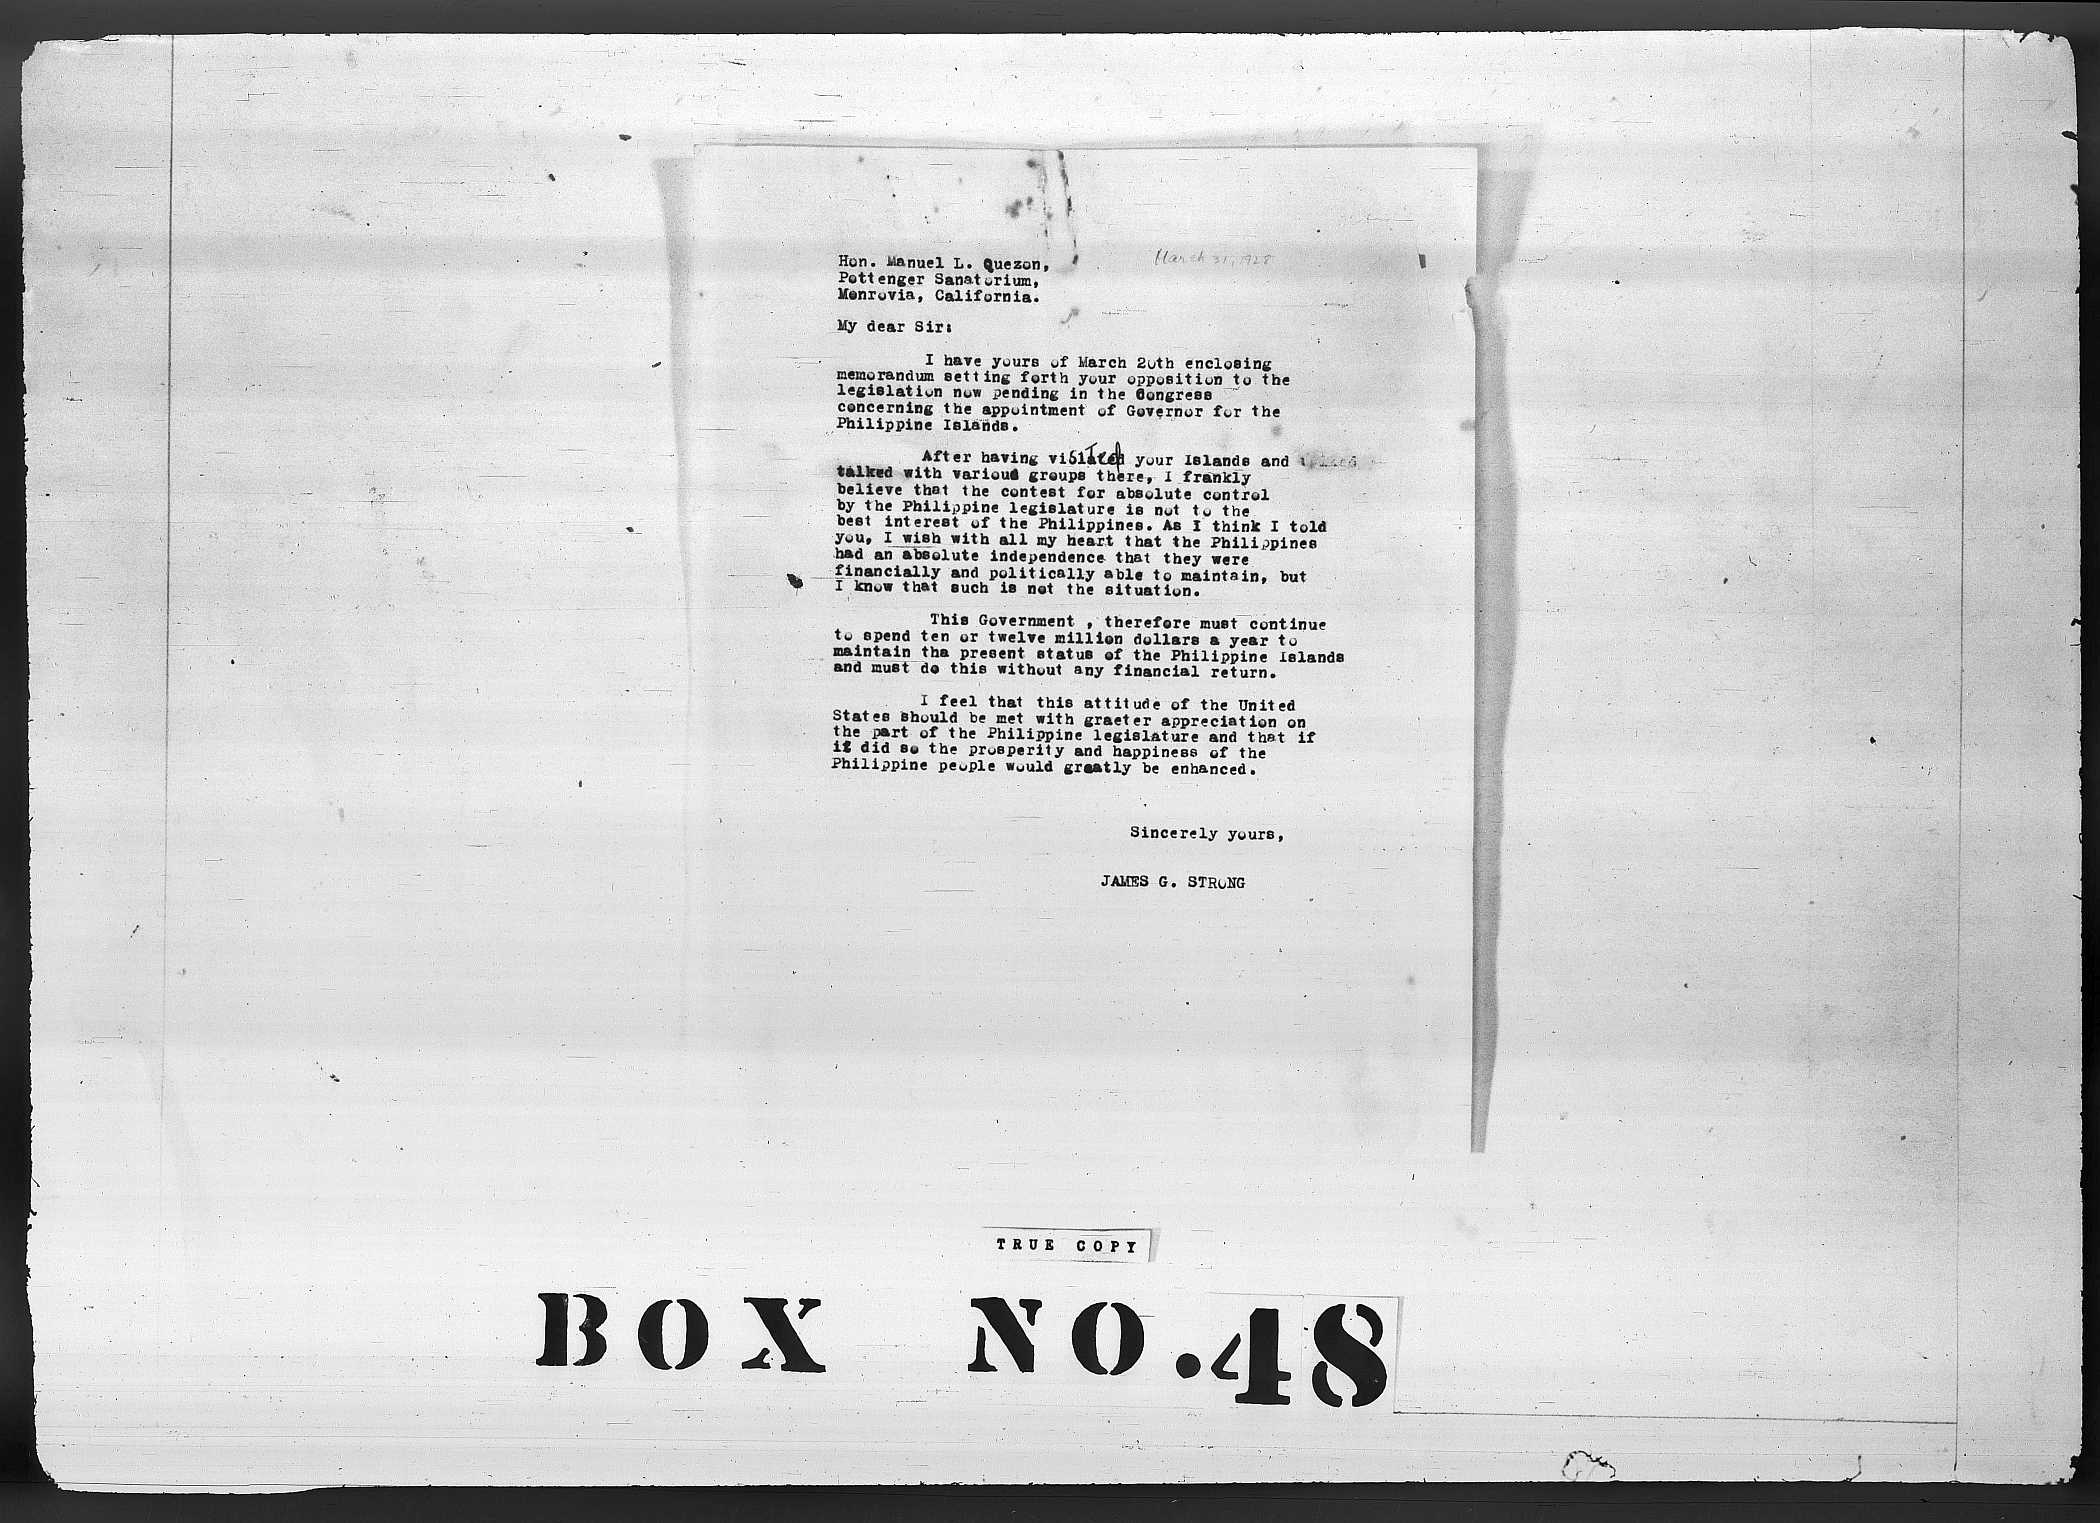 March 31, 1928
Hon. Manuel L. Quezon,
Pottenger Sanatorium,
Monrovia, California.
My dear Sir:
I have yours of March 20th enclosing
memorandum setting forth your opposition to the
legislation now pending in the Congress
concerning the appointment of Governor for the
Philippine Islands.
After having visited your Islands and
talked with various groups there, I frankly
believe that the contest for absolute control
by the Philippine legislature is not to the
best interest of the Philippines. As I think I told
you, I wish with all my heart that the Philippines
had an absolute independence that they were
financially and politically able to maintain, but
I know that such is not the situation.
This Government , therefore must continue
to spend ten or twelve million dollars a year to
maintain tha present status of the Philippine Islands
and must do this without any financial return.
I feel that this attitude of the United
States should be met with graeter appreciation on
the part of the Philippine legislature and that if
it did so the prosperity and happiness of the
Philippine people would greatly be enhanced.
Sincerely yours,
JAMES G. STRONG
TRUE COPY
BOX NO. 48